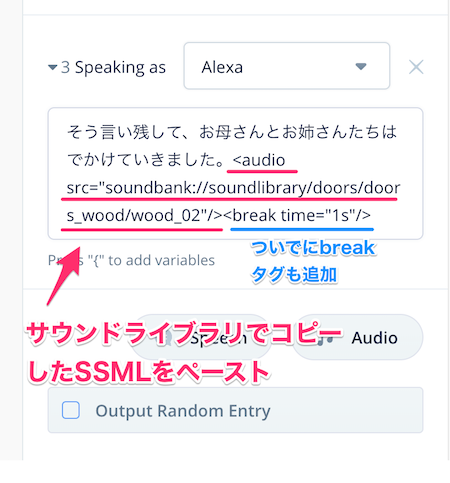 3 Speaking as
Alexa
そう言い残して、お母さんとお姉さんたちは
でかけていきました。<audio
src="soundbank://soundlibrary/doors/door
s_wood/wood_02"/><break time="1s"/>
ついでにbreak
タグも追加
"{" to add variables
サウンドライブラリでコピー
したSSMLをペースト
Audio
Output Random Entry